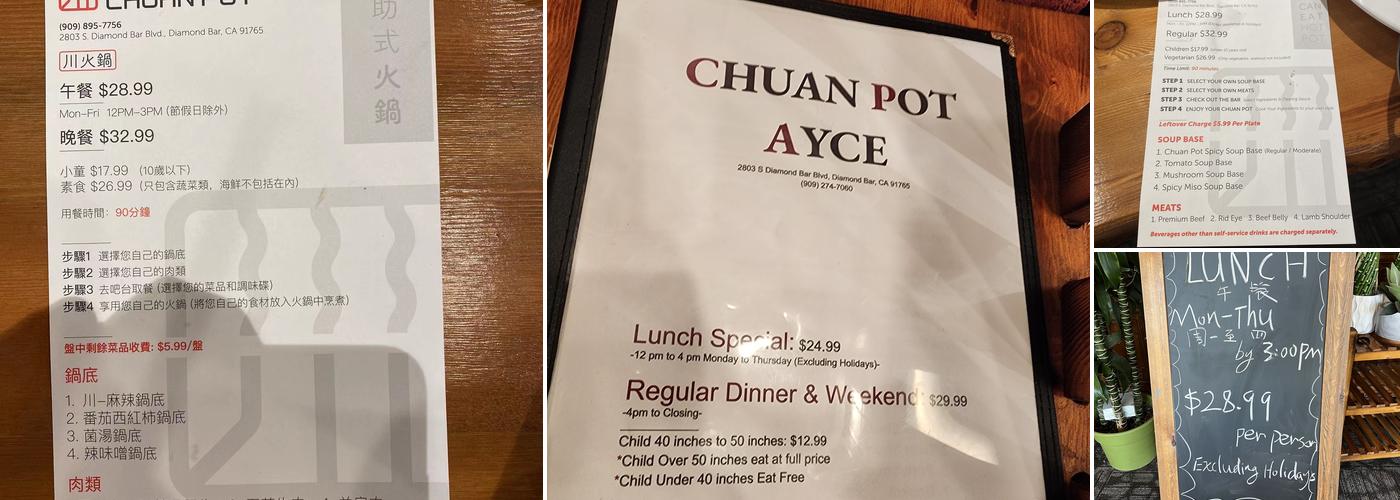 CHUAN POT
(909) 895-7756
2803 S. Diamond Bar Blvd., Diamond Bar, CA 91765
助式火鍋
川火鍋
午餐 $28.99
Mon-Fri 12PM-3PM (節假日除外)
晚餐 $32.99
小童 $17.99 (10歲以下)
素食 $26.99 (只包含蔬菜類，海鮮不包括在內)
用餐時間： 90分鐘
步驟1 選擇您自己的鍋底
步驟2 選擇您自己的肉類
步驟3 去吧台取餐 (選擇您的菜品和調味碟)
步驟4 享用您自己的火鍋 (將您自己的食材放入火鍋中烹煮)
盤中剩餘菜品收費: $5.99/盤
鍋底
1. 川–麻辣鍋底
2. 番茄西紅柿鍋底
3. 菌湯鍋底
4. 辣味噌鍋底
肉類
CHUAN POT
AYCE
2803 S Diamond Bar Blvd, Diamond Bar, CA 91765
(909) 274-7060
Lunch Special: $24.99
-12 pm to 4 pm Monday to Thursday (Excluding Holidays)-
Regular Dinner & Weekend: $29.99
-4pm to Closing-
Child 40 inches to 50 inches: $12.99
*Child Over 50 inches eat at full price
*Child Under 40 inches Eat Free
Lunch $28.99
Regular $32.99
CAN
EAT
HOT
POT
Children $17.99
Vegetarian $26.99
Time Limit: 90 minutes
STEP 1 SELECT YOUR OWN SOUP BASE
STEP 2 SELECT YOUR OWN MEATS
STEP 3 CHECK OUT THE BAR
STEP 4 ENJOY YOUR CHUAN POT
Leftover Charge $5.99 Per Plate
SOUP BASE
1. Chuan Pot Spicy Soup Base (Regular / Moderate)
2. Tomato Soup Base
3. Mushroom Soup Base
4. Spicy Miso Soup Base
MEATS
1. Premium Beef 2. Rid Eye 3. Beef Belly 4. Lamb Shoulder
Beverages other than self-service drinks are charged separately.
LUNCH
午 餐
Mon-Thu
周一至四
by 3:00pm
$28.99
per person
Excluding Holidays